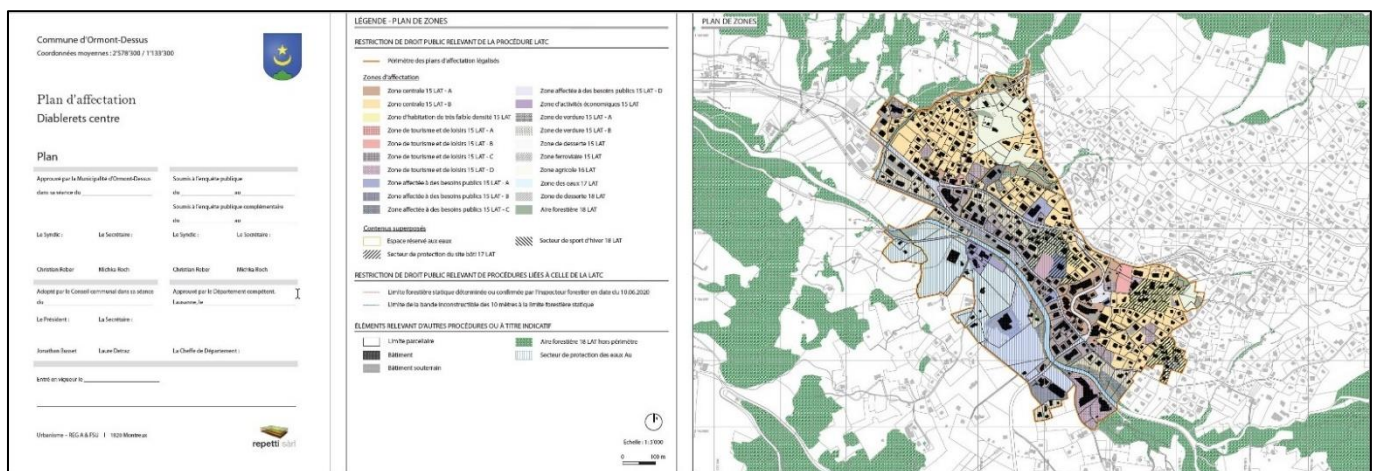 Commune d'Ormont-Dessus
Coordonnées moyennes : 2'578'300 / 1'133'300
Plan d'affectation
Diablerets centre
Plan
Approuvé par la Municipalité d'Ormont-Dessus
dans sa séance du
Soumis à l'enquête publique
du au
Soumis à l'enquête publique complémentaire
du au
Le Syndic : La Secrétaire :
Le Syndic : La Secrétaire :
Christian Reber
Christian Reber
Adopté par le Conseil communal dans sa séance
du
Approuvé par le Département compétent,
Lausanne, le
Le Président : La Secrétaire :
Laure Detraz
La Cheffe de Département :
Entré en vigueur le
Urbanisme – REG A & FSU I 1820 Montreux
repetti sàrl
LÉGENDE - PLAN DE ZONES
RESTRICTION DE DROIT PUBLIC RELEVANT DE LA PROCÉDURE LATC
Périmètre des plans d'affectation légalisés
Zones d'affectation
Zone centrale 15 LAT - A
Zone centrale 15 LAT - B
Zone d'habitation de très faible densité 15 LAT
Zone de tourisme et de loisirs 15 LAT - A
Zone de tourisme et de loisirs 15 LAT - B
Zone de tourisme et de loisirs 15 LAT - C
Zone de tourisme et de loisirs 15 LAT - D
Zone affectée à des besoins publics 15 LAT - A
Zone affectée à des besoins publics 15 LAT - B
Zone affectée à des besoins publics 15 LAT - C
Zone affectée à des besoins publics 15 LAT - D
Zone d'activités économiques 15 LAT
Zone de verdure 15 LAT - A
Zone de verdure 15 LAT - B
Zone de desserte 15 LAT
Zone ferroviaire 15 LAT
Zone agricole 16 LAT
Zone des eaux 17 LAT
Zone de desserte 18 LAT
Aire forestière 18 LAT
Contenus superposés
Espace réservé aux eaux
Secteur de protection du site bâti 17 LAT
Secteur de sport d'hiver 18 LAT
RESTRICTION DE DROIT PUBLIC RELEVANT DE PROCÉDURES LIÉES À CELLE DE LA LATC
Limite forestière statique déterminée ou confirmée par l'inspecteur forestier en date du 10.06.2020
Limite de la bande inconstructible des 10 mètres à la limite forestière statique
ÉLÉMENTS RELEVANT D'AUTRES PROCÉDURES OU À TITRE INDICATIF
Limite parcellaire
Bâtiment
Bâtiment souterrain
Aire forestière 18 LAT hors périmètre
Secteur de protection des eaux Au
Echelle : 1 : 5'000
0 100 m
PLAN DE ZONES